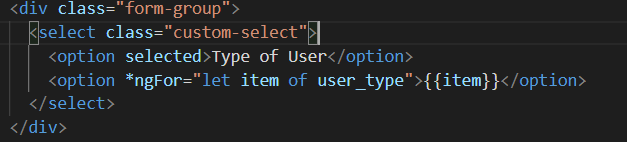 <div class="form-group">
<select class="custom-select">
<option selected>Type of User</option>
<option *ngFor="let item of user_type">{{item}}</option>
</select>
</div>